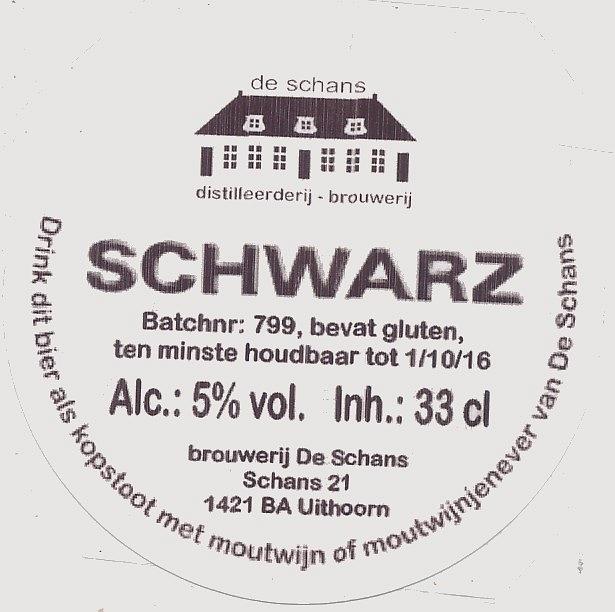 de schans
distilleerderij - brouwerij
SCHWARZ
Batchnr: 799, bevat gluten,
ten minste houdbaar tot 1/10/16
Alc.: 5% vol. Inh.: 33 cl
brouwerij De Schans
Schans 21
1421 BA Uithoorn
Drink dit bier als kopstoot met moutwijn of moutwijnjenever van De Schans